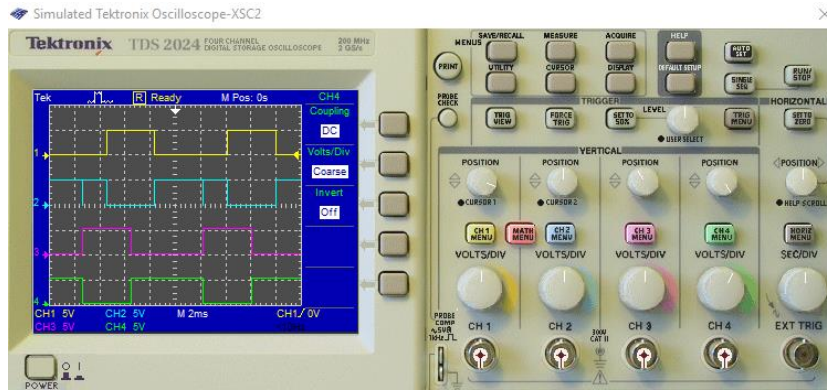 Simulated Tektronix Oscilloscope-XSC2
Tektronix TDS 2024 FOUR CHANNEL DIGITAL STORAGE OSCILLOSCOPE 200 MHz 2 GS/s
Tek R Ready M Pos: 0s CH4
Coupling
DC
Volts/Div
Coarse
Invert
Off
1
2
3
4
CH1 5V CH2 5V M 2ms CH1/ 0V
CH3 5V CH4 5V
POWER
MENUS
SAVE/RECALL MEASURE ACQUIRE
UTILITY CURSOR DISPLAY
HELP
DEFAULT SETUP
AUTO SET
SINGLE SEQ
RUN/STOP
PRINT
PROBE CHECK
TRIGGER
TRIG VIEW
FORCE TRIG
SET TO 50%
LEVEL
USER SELECT
TRIG MENU
HORIZONTAL
SET TO ZERO
VERTICAL
POSITION POSITION POSITION POSITION POSITION
CURSOR 1 CURSOR 2 HELP SCROLL
CH 1 MENU
MATH MENU
CH 2 MENU
CH 3 MENU
CH 4 MENU
HORIZ MENU
VOLTS/DIV VOLTS/DIV VOLTS/DIV VOLTS/DIV SEC/DIV
PROBE COMP
~5V@
1kHz
CH 1 CH 2 300V CAT II CH 3 CH 4 EXT TRIG